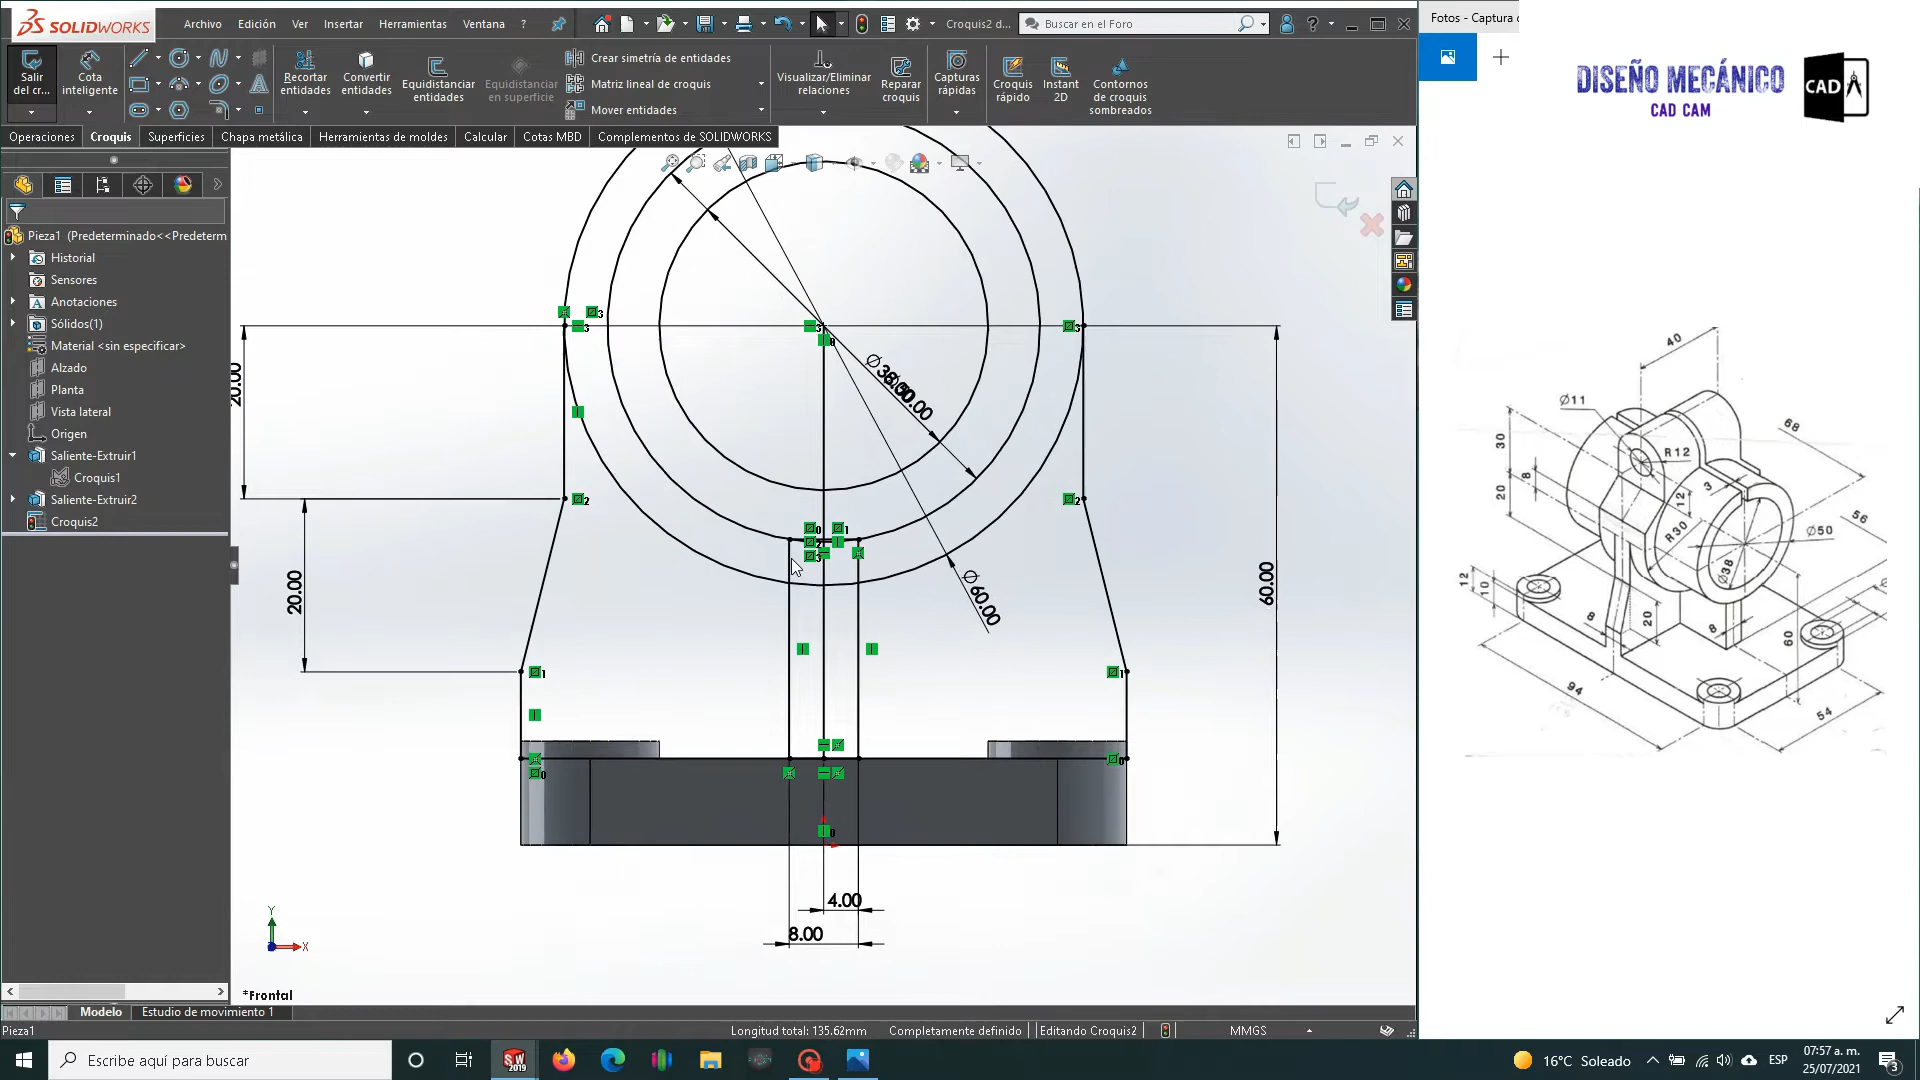 SOLIDWORKS
Archivo Edición Ver Insertar Herramientas Ventana ?
Croquis2 d...
Buscar en el Foro
Fotos - Captura
Salir del cr...
Cota inteligente
Recortar entidades
Convertir entidades
Equidistanciar entidades
Equidistanciar en superficie
Crear simetría de entidades
Matriz lineal de croquis
Mover entidades
Visualizar/Eliminar relaciones
Reparar croquis
Capturas rápidas
Croquis rápido
Instant 2D
Contornos de croquis sombreados
DISEÑO MECÁNICO
CAD CAM
CAD
Operaciones Croquis Superficies Chapa metálica Herramientas de moldes Calcular Cotas MBD Complementos de SOLIDWORKS
Pieza1 (Predeterminado<<Predeterm
Historial
Sensores
Anotaciones
Sólidos(1)
Material <sin especificar>
Alzado
Planta
Vista lateral
Origen
Saliente-Extruir1
Croquis1
Saliente-Extruir2
Croquis2
20.00
20.00
60.00
Ø60.00
4.00
8.00
Y
X
*Frontal
40
Ø11
R12
68
30
8
20
12
3
56
R30
Ø50
Ø38
12
10
8
20
8
60
94
54
Modelo Estudio de movimiento 1
Pieza1
Longitud total: 135.62mm Completamente definido Editando Croquis2 MMGS
Escribe aquí para buscar
SW
2019
16°C Soleado
ESP
07:57 a. m.
25/07/2021
3